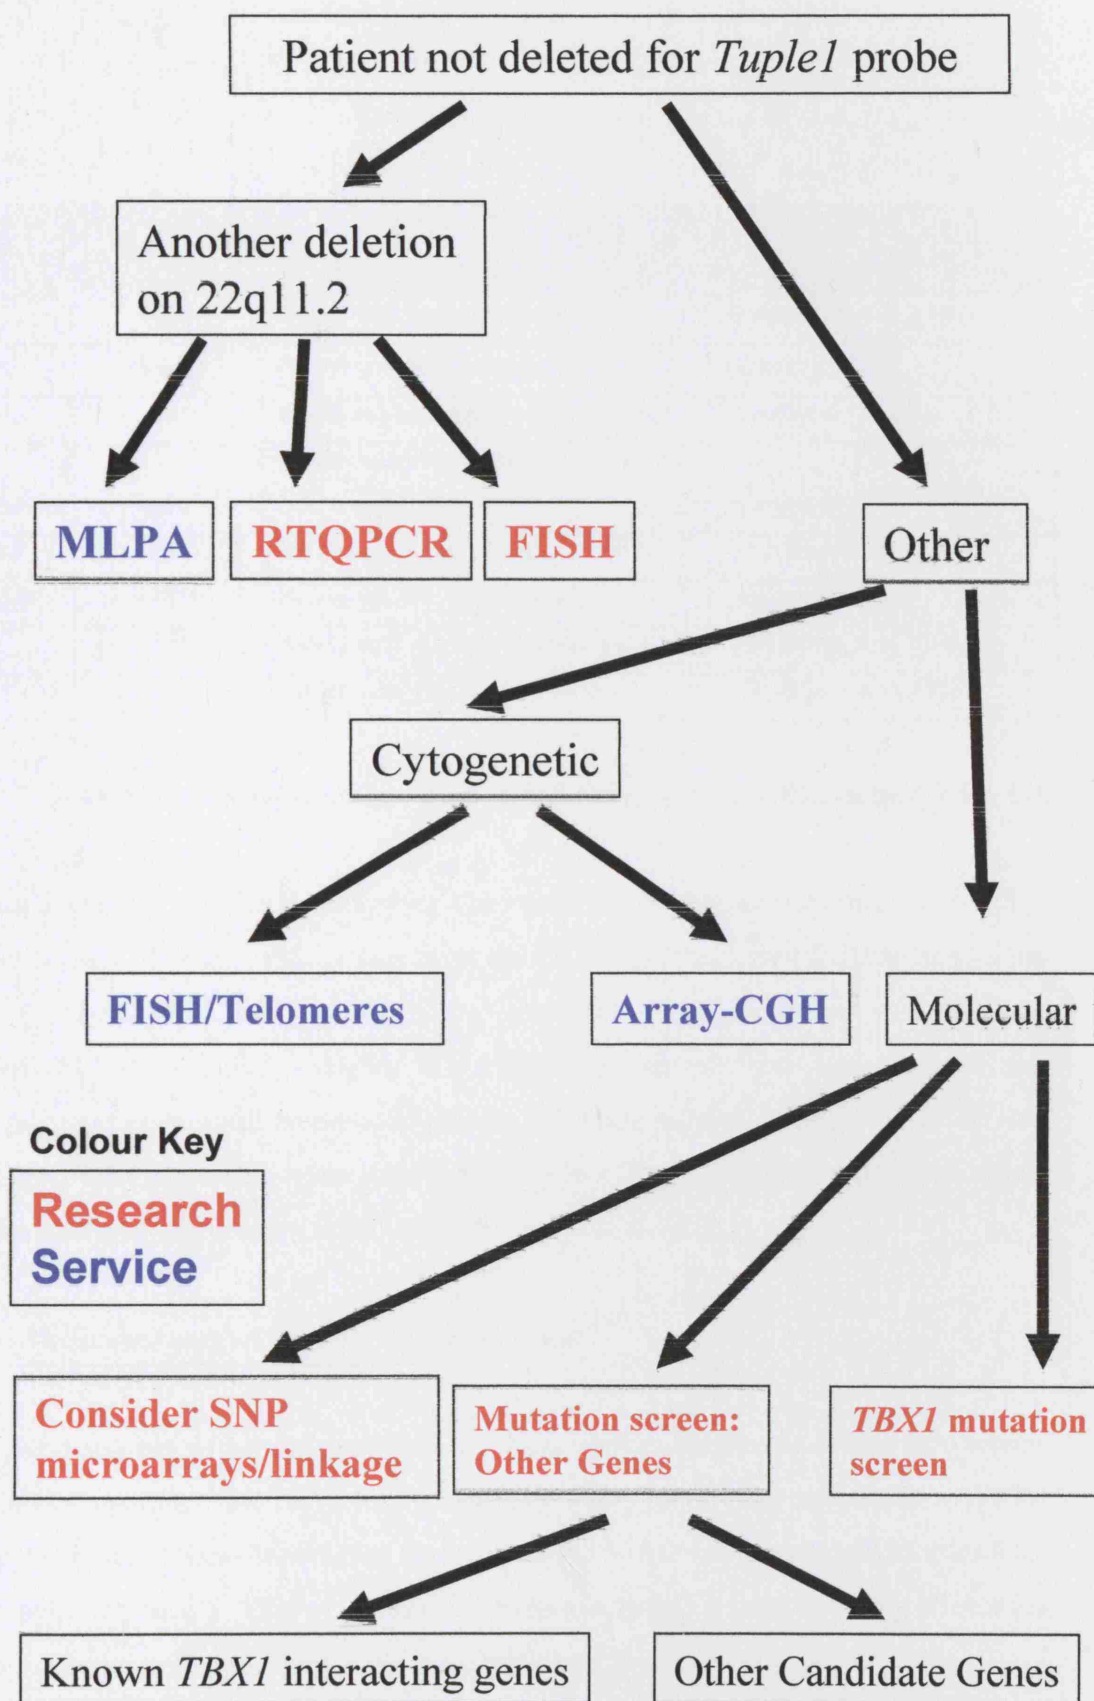 Patient not deleted for Tuple1 probe
Another deletion
on 22q11.2
MLPA
RTQPCR
FISH
Other
Cytogenetic
FISH/Telomeres
Array-CGH
Molecular
Colour Key
Research
Service
Consider SNP
microarrays/linkage
Mutation screen:
Other Genes
TBX1 mutation
screen
Known TBX1 interacting genes
Other Candidate Genes